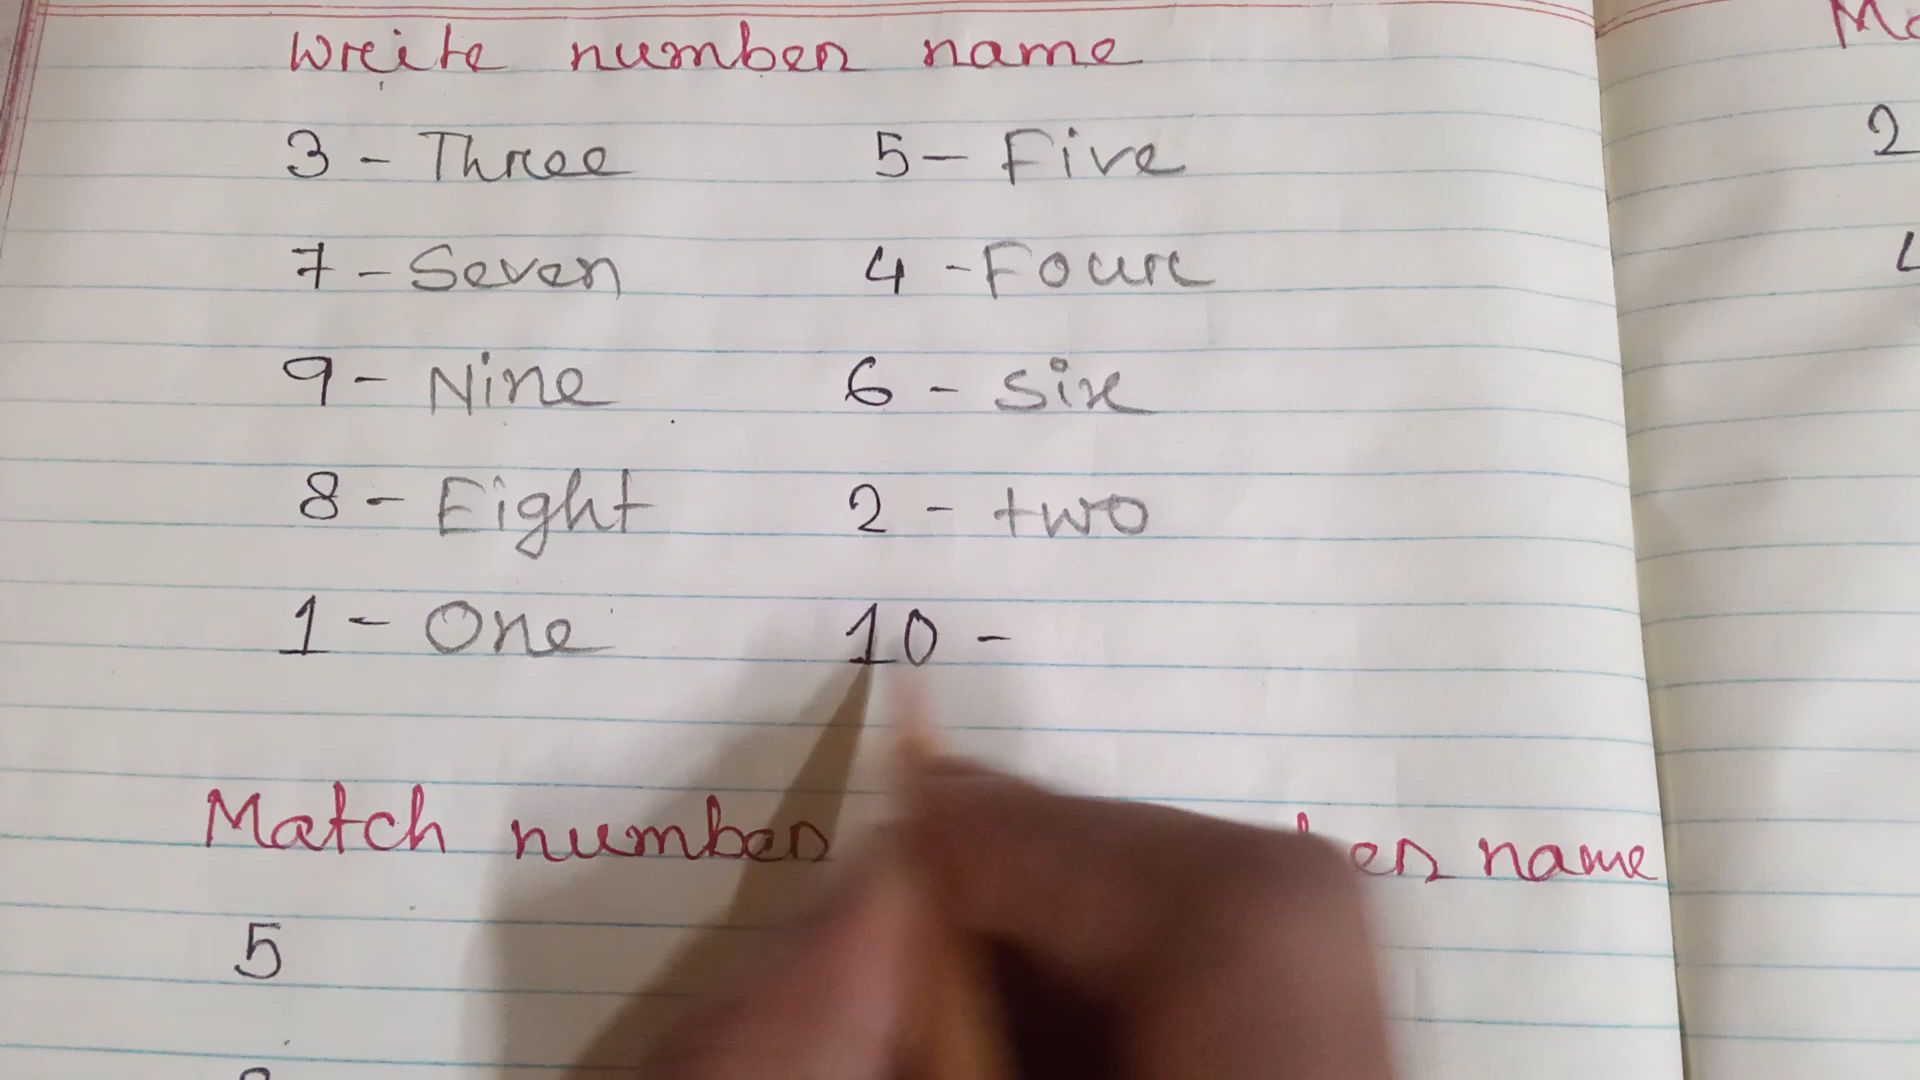 Write number name
3 - Three 5 - Five
7 - Seven 4 - Four
9 - Nine 6 - Six
8 - Eight 2 - two
1 - One 10 -
Match number name
5
2